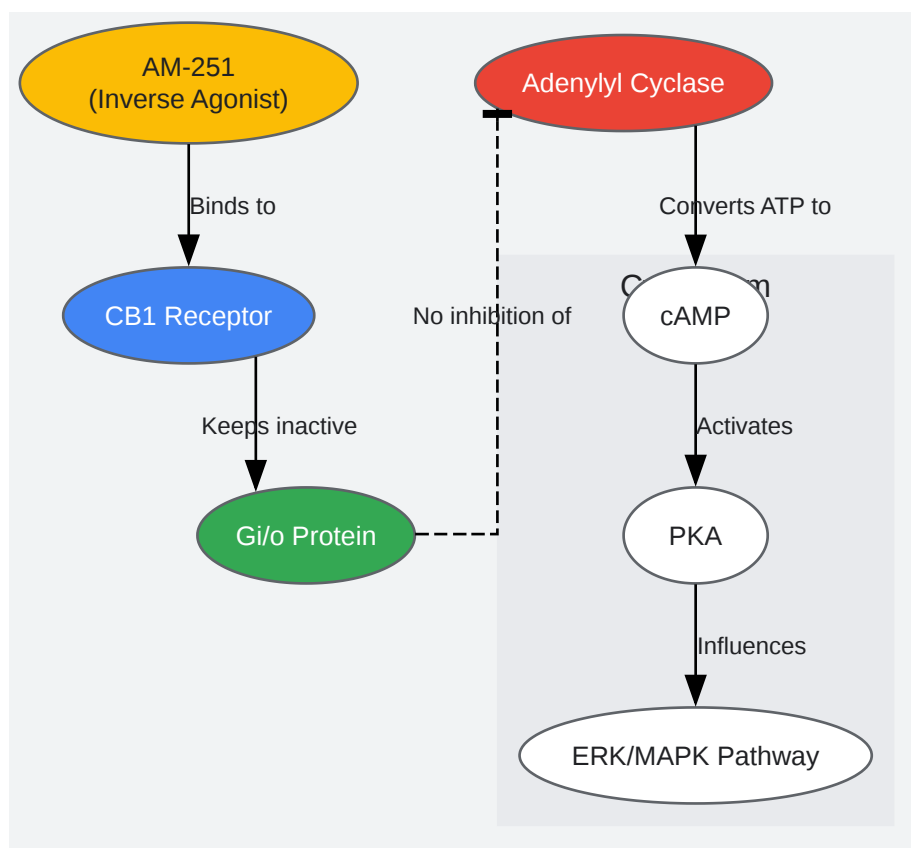 AM-251
(Inverse Agonist)
Adenylyl Cyclase
Binds to
Converts ATP to
CB1 Receptor
No inhibition of
cAMP
Keeps inactive
Activates
Gi/o Protein
PKA
Influences
ERK/MAPK Pathway